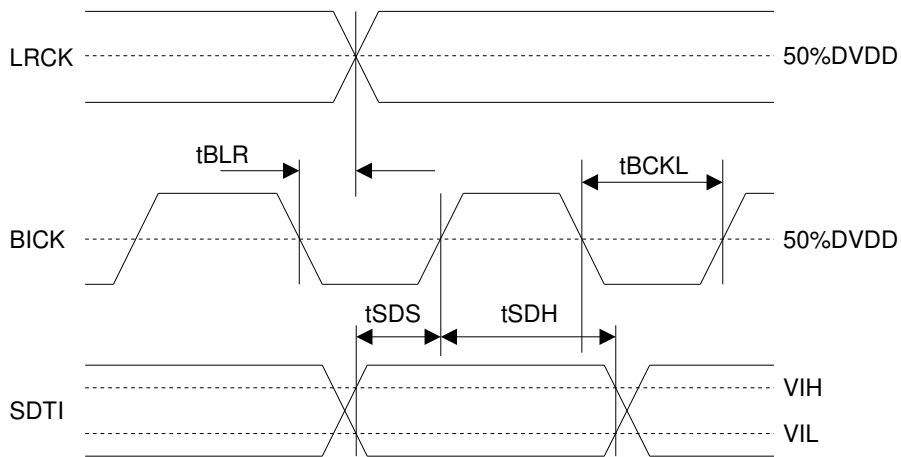 LRCK
50%DVDD
tBLR
tBCKL
BICK
50%DVDD
tSDS
tSDH
SDTI
VIH
VIL